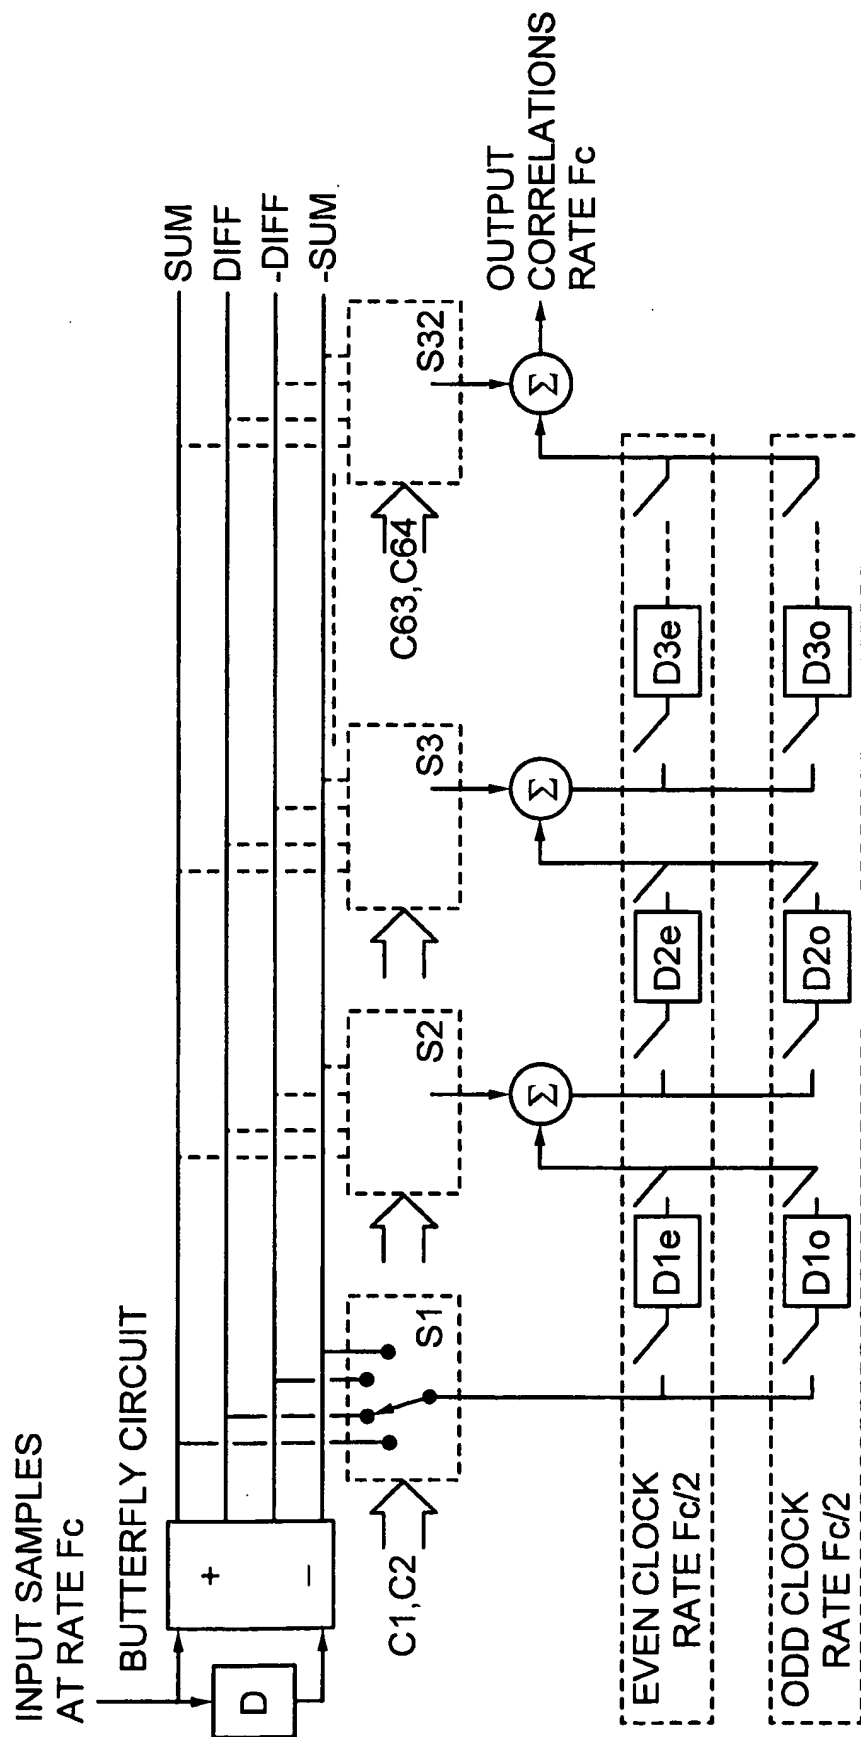 INPUT SAMPLES
AT RATE Fc
BUTTERFLY CIRCUIT
D
+
−
SUM
DIFF
-DIFF
-SUM
C1,C2
S1
S2
S3
C63,C64
S32
Σ
Σ
Σ
OUTPUT
CORRELATIONS
RATE Fc
EVEN CLOCK
RATE Fc/2
D1e
D2e
D3e
ODD CLOCK
RATE Fc/2
D1o
D2o
D3o